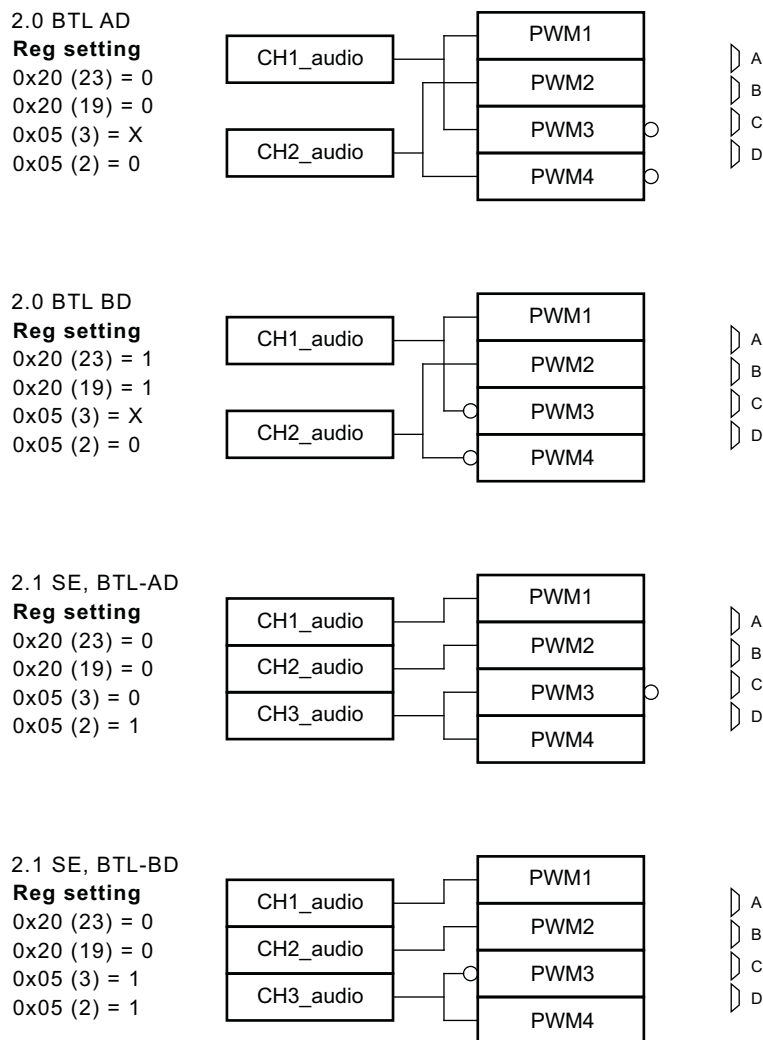 2.0 BTL AD
Reg setting
0x20 (23) = 0
0x20 (19) = 0
0x05 (3) = X
0x05 (2) = 0
CH1_audio
CH2_audio
PWM1
PWM2
PWM3
PWM4
A
B
C
D
2.0 BTL BD
Reg setting
0x20 (23) = 1
0x20 (19) = 1
0x05 (3) = X
0x05 (2) = 0
CH1_audio
CH2_audio
PWM1
PWM2
PWM3
PWM4
A
B
C
D
2.1 SE, BTL-AD
Reg setting
0x20 (23) = 0
0x20 (19) = 0
0x05 (3) = 0
0x05 (2) = 1
CH1_audio
CH2_audio
CH3_audio
PWM1
PWM2
PWM3
PWM4
A
B
C
D
2.1 SE, BTL-BD
Reg setting
0x20 (23) = 0
0x20 (19) = 0
0x05 (3) = 1
0x05 (2) = 1
CH1_audio
CH2_audio
CH3_audio
PWM1
PWM2
PWM3
PWM4
A
B
C
D